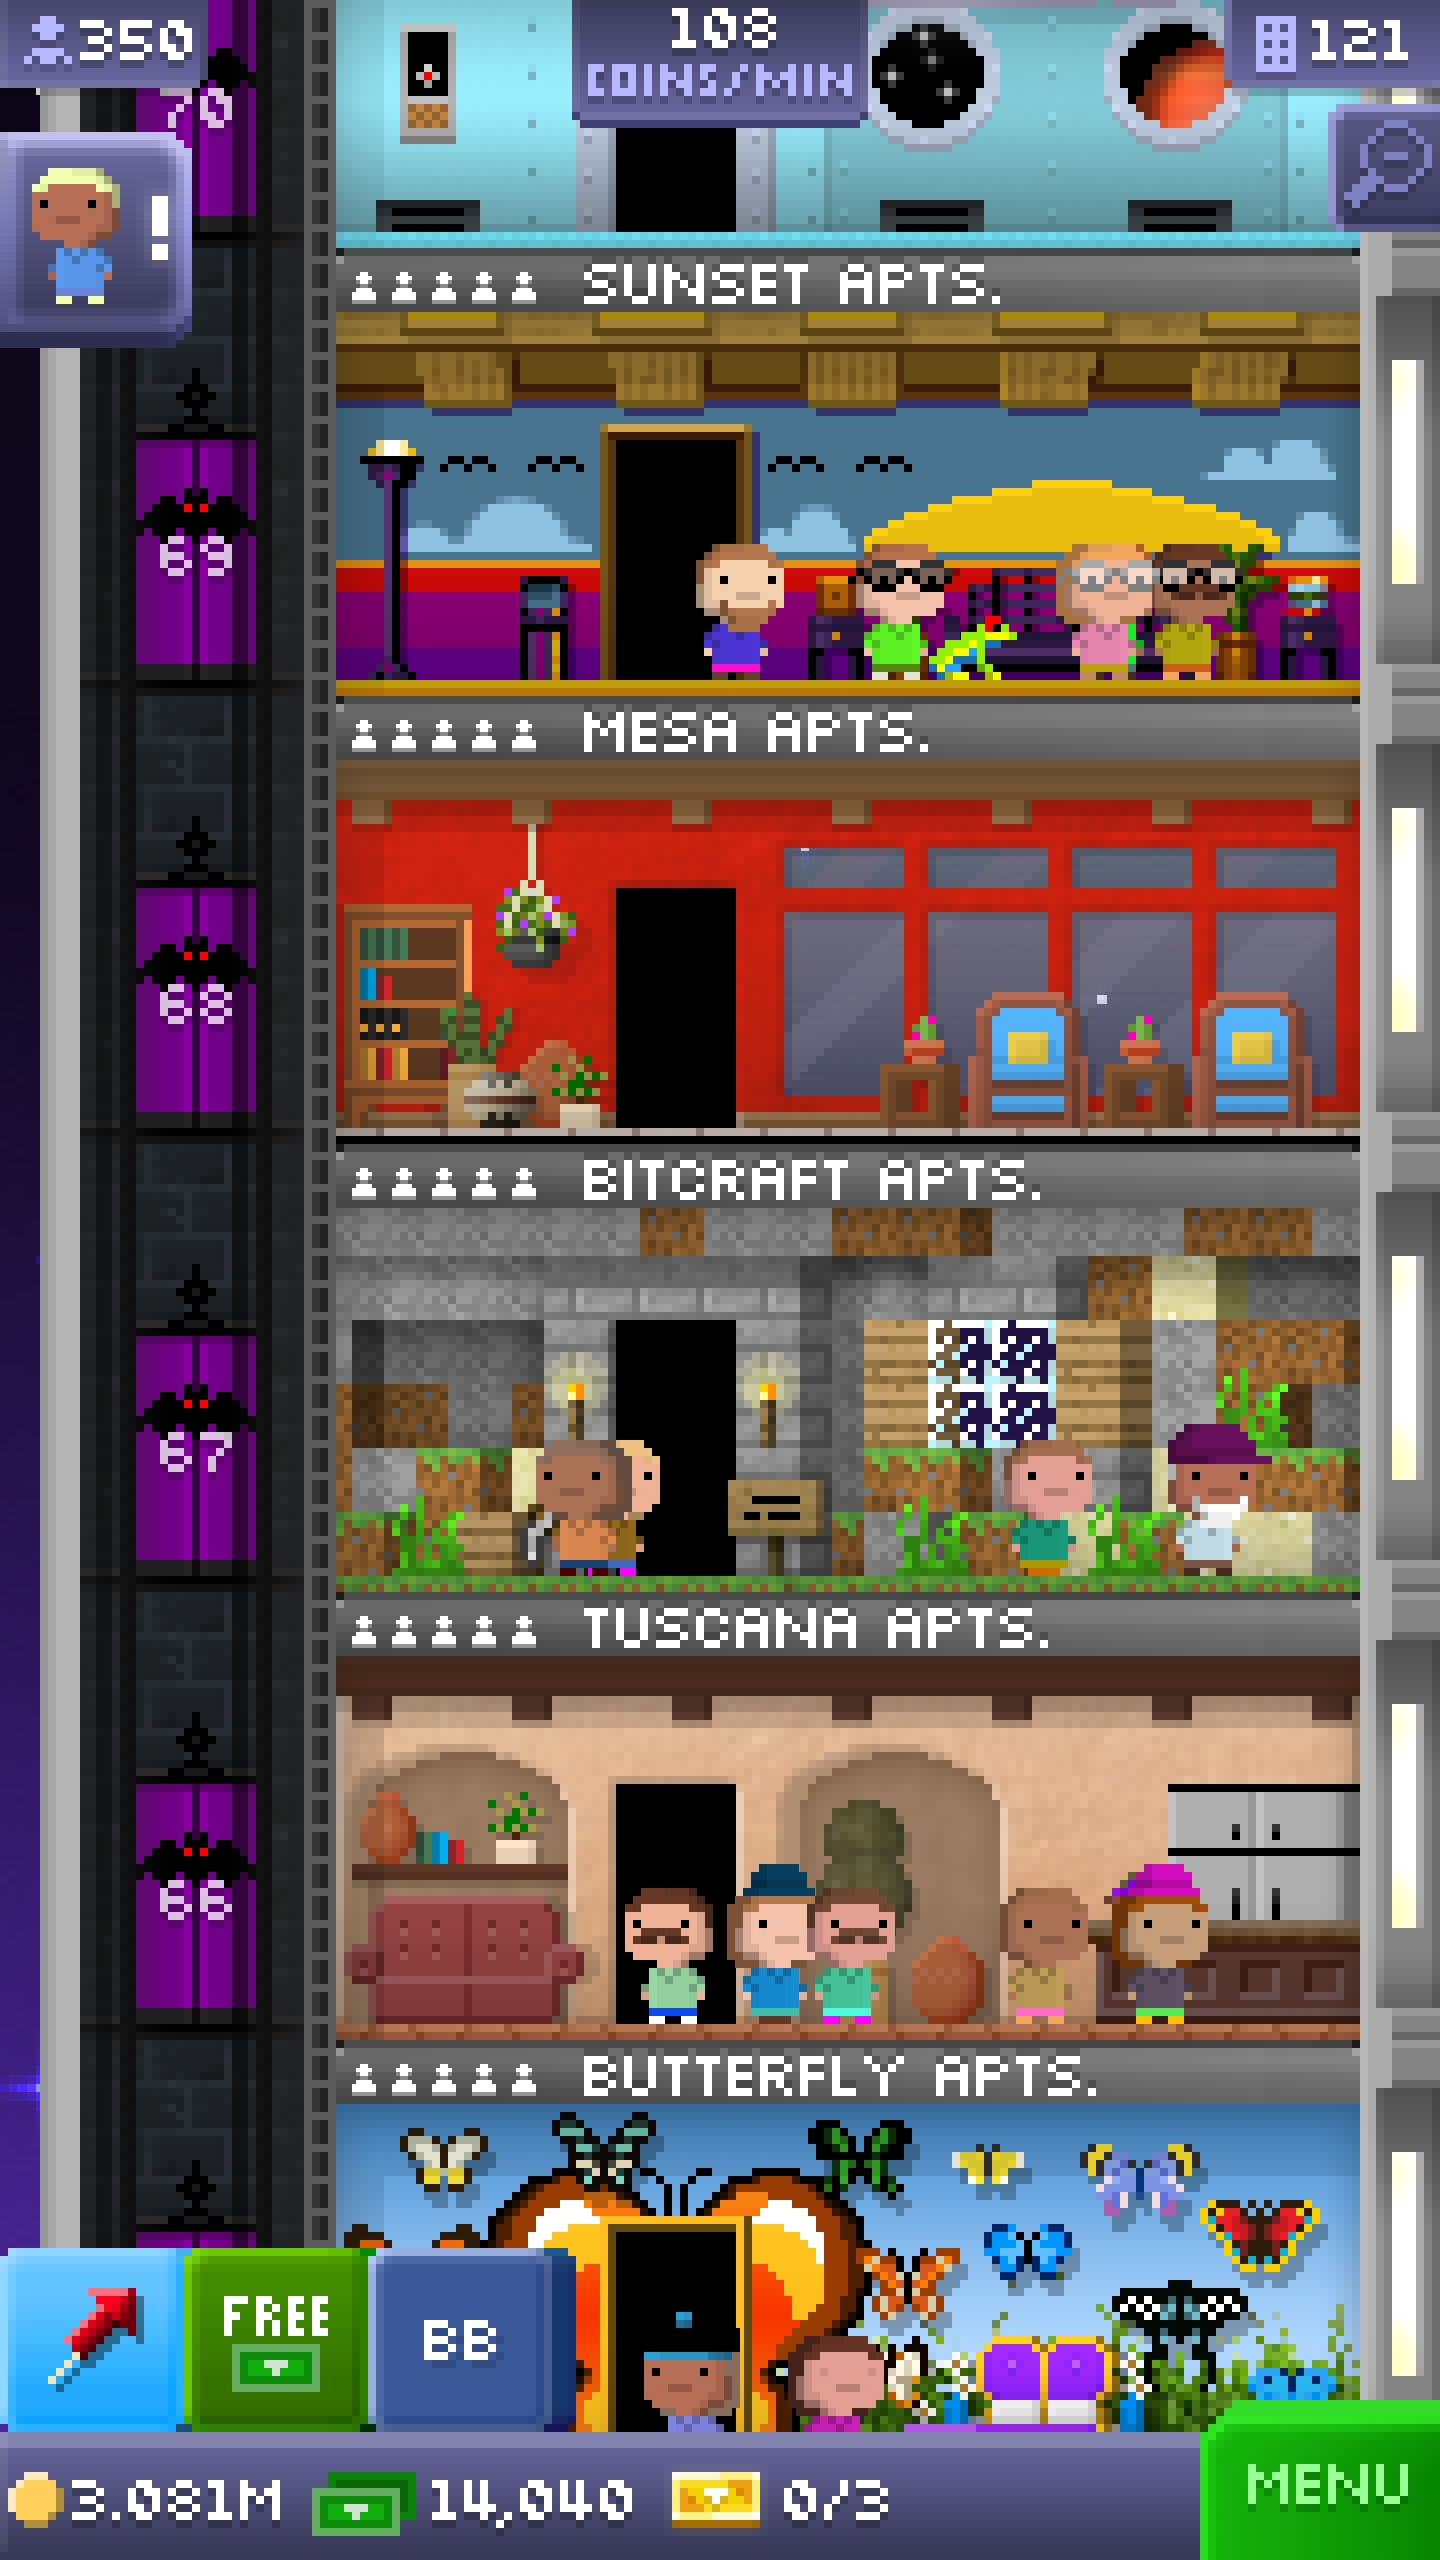 350
108
COINS/MIN
121
70
!
SUNSET APTS.
69
MESA APTS.
68
BITCRAFT APTS.
67
TUSCANA APTS.
66
BUTTERFLY APTS.
FREE
BB
3.081M
14,040
0/3
MENU